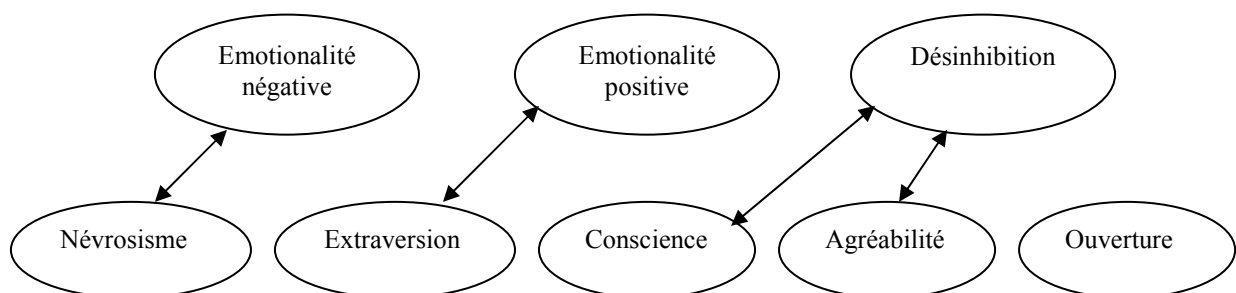 Emotionalité
négative
Emotionalité
positive
Désinhibition
Névrosisme
Extraversion
Conscience
Agréabilité
Ouverture